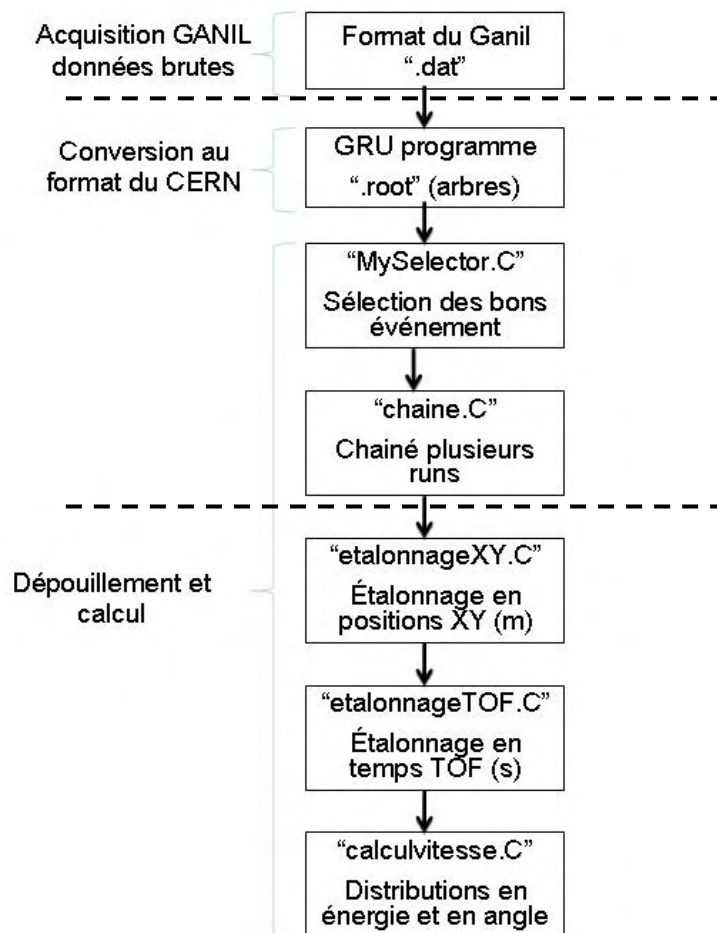 Acquisition GANIL
données brutes
Format du Ganil
“.dat”
Conversion au
format du CERN
GRU programme
“.root” (arbres)
“MySelector.C”
Sélection des bons
événement
“chaine.C”
Chainé plusieurs
runs
Dépouillement et
calcul
“etalonnageXY.C”
Étalonnage en
positions XY (m)
“etalonnageTOF.C”
Étalonnage en
temps TOF (s)
“calculvitesse.C”
Distributions en
énergie et en angle